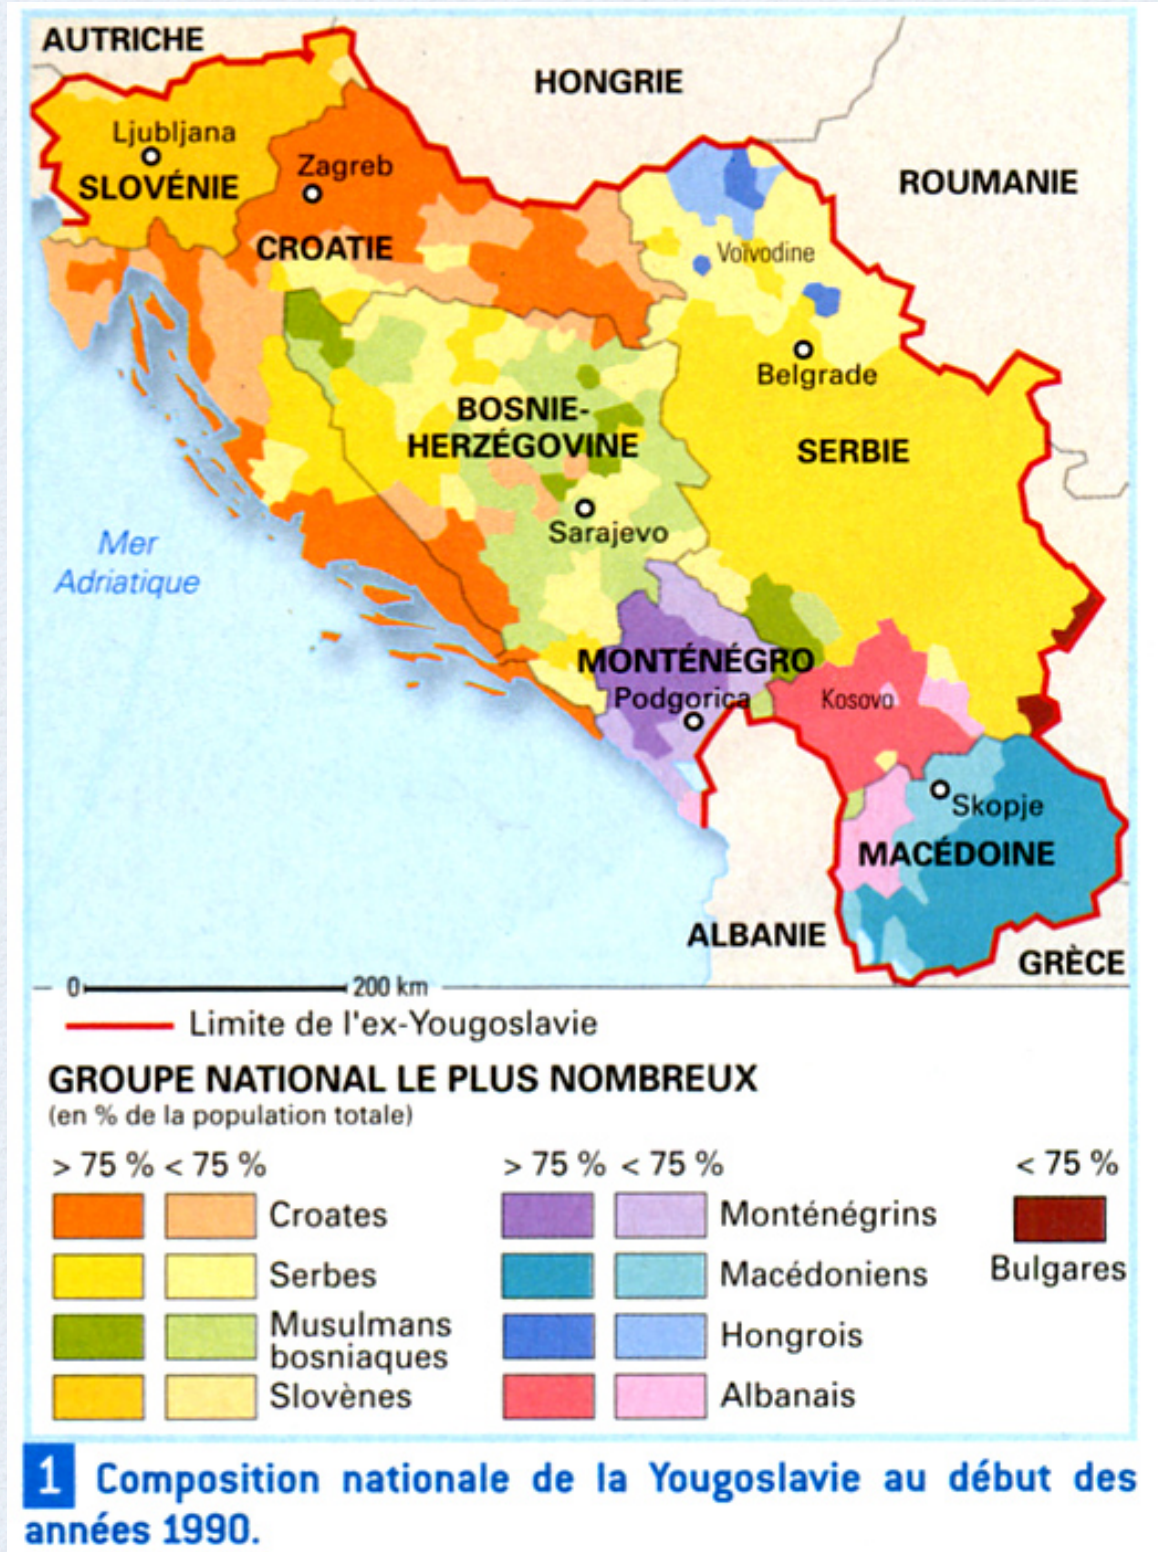 AUTRICHE
HONGRIE
ROUMANIE
Ljubljana
SLOVÉNIE
Zagreb
CROATIE
Voïvodine
Belgrade
BOSNIE-
HERZÉGOVINE
SERBIE
Sarajevo
Mer
Adriatique
MONTÉNÉGRO
Podgorica
Kosovo
Skopje
MACÉDOINE
ALBANIE
GRÈCE
0 200 km
Limite de l'ex-Yougoslavie
GROUPE NATIONAL LE PLUS NOMBREUX
(en % de la population totale)
> 75 % < 75 %
Croates
Serbes
Musulmans
bosniaques
Slovènes
> 75 % < 75 %
Monténégrins
Macédoniens
Hongrois
Albanais
< 75 %
Bulgares
1 Composition nationale de la Yougoslavie au début des
années 1990.